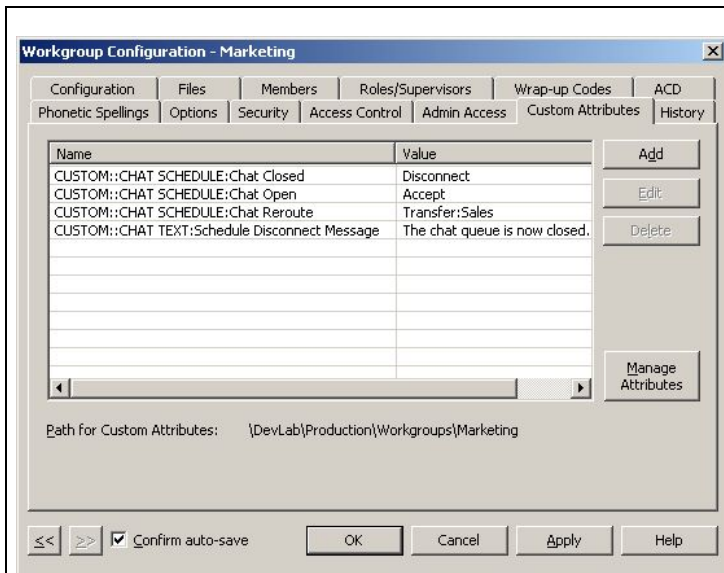 Workgroup Configuration - Marketing
Configuration Files Members Roles/Supervisors Wrap-up Codes ACD
Phonetic Spellings Options Security Access Control Admin Access Custom Attributes History
Name Value
CUSTOM::CHAT SCHEDULE:Chat Closed Disconnect
CUSTOM::CHAT SCHEDULE:Chat Open Accept
CUSTOM::CHAT SCHEDULE:Chat Reroute Transfer:Sales
CUSTOM::CHAT TEXT:Schedule Disconnect Message The chat queue is now closed.
Add
Edit
Delete
Manage
Attributes
Path for Custom Attributes: \DevLab\Production\Workgroups\Marketing
<< >> Confirm auto-save OK Cancel Apply Help